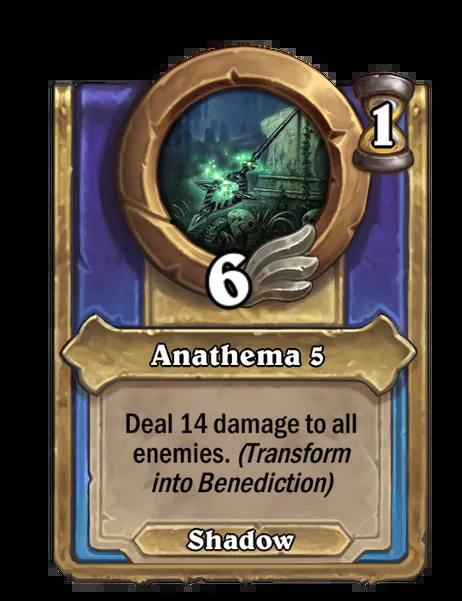 1
6
Anathema 5
Deal 14 damage to all
enemies. (Transform
into Benediction)
Shadow